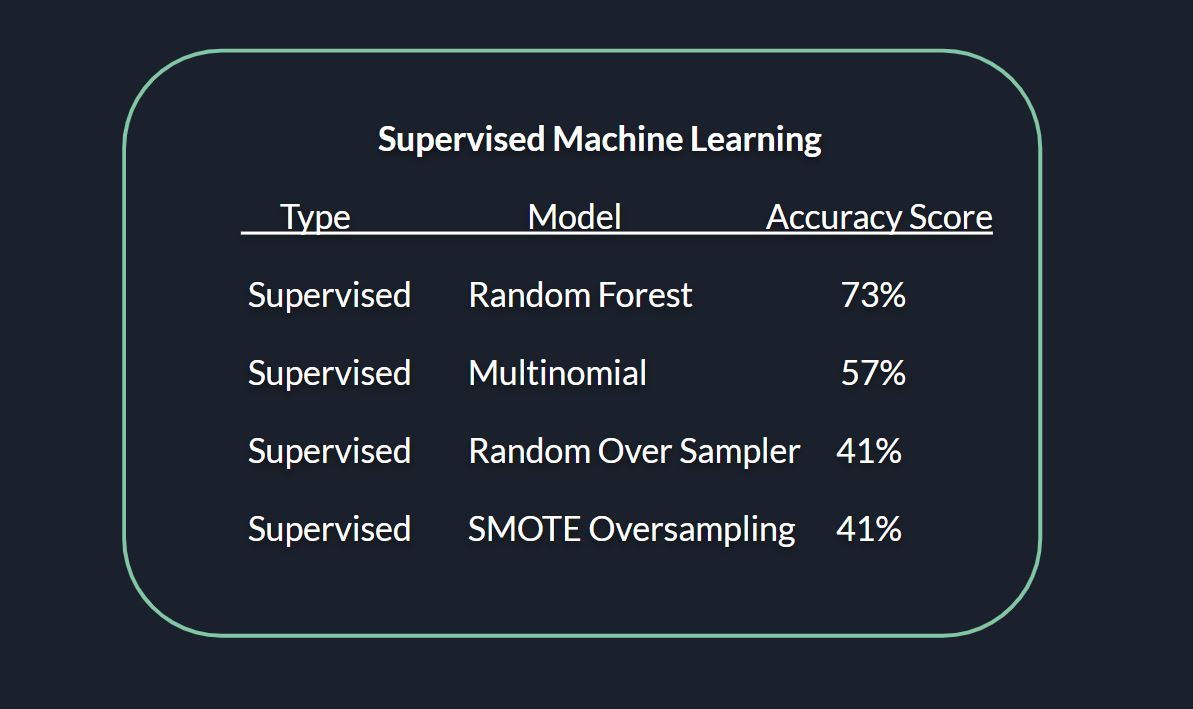 Supervised Machine Learning
Type Model Accuracy Score
Supervised Random Forest 73%
Supervised Multinomial 57%
Supervised Random Over Sampler 41%
Supervised SMOTE Oversampling 41%